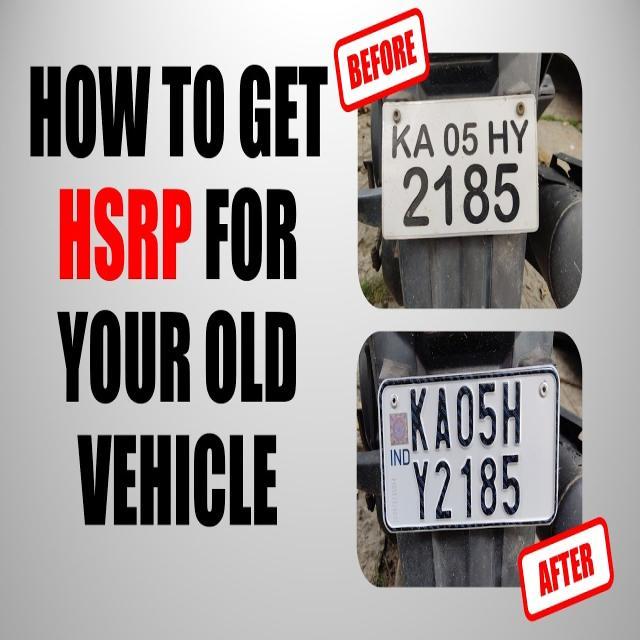 HOW TO GET
HSRP FOR
YOUR OLD
VEHICLE
BEFORE
KA 05 HY
2185
KA05H
IND
Y2185
AFTER